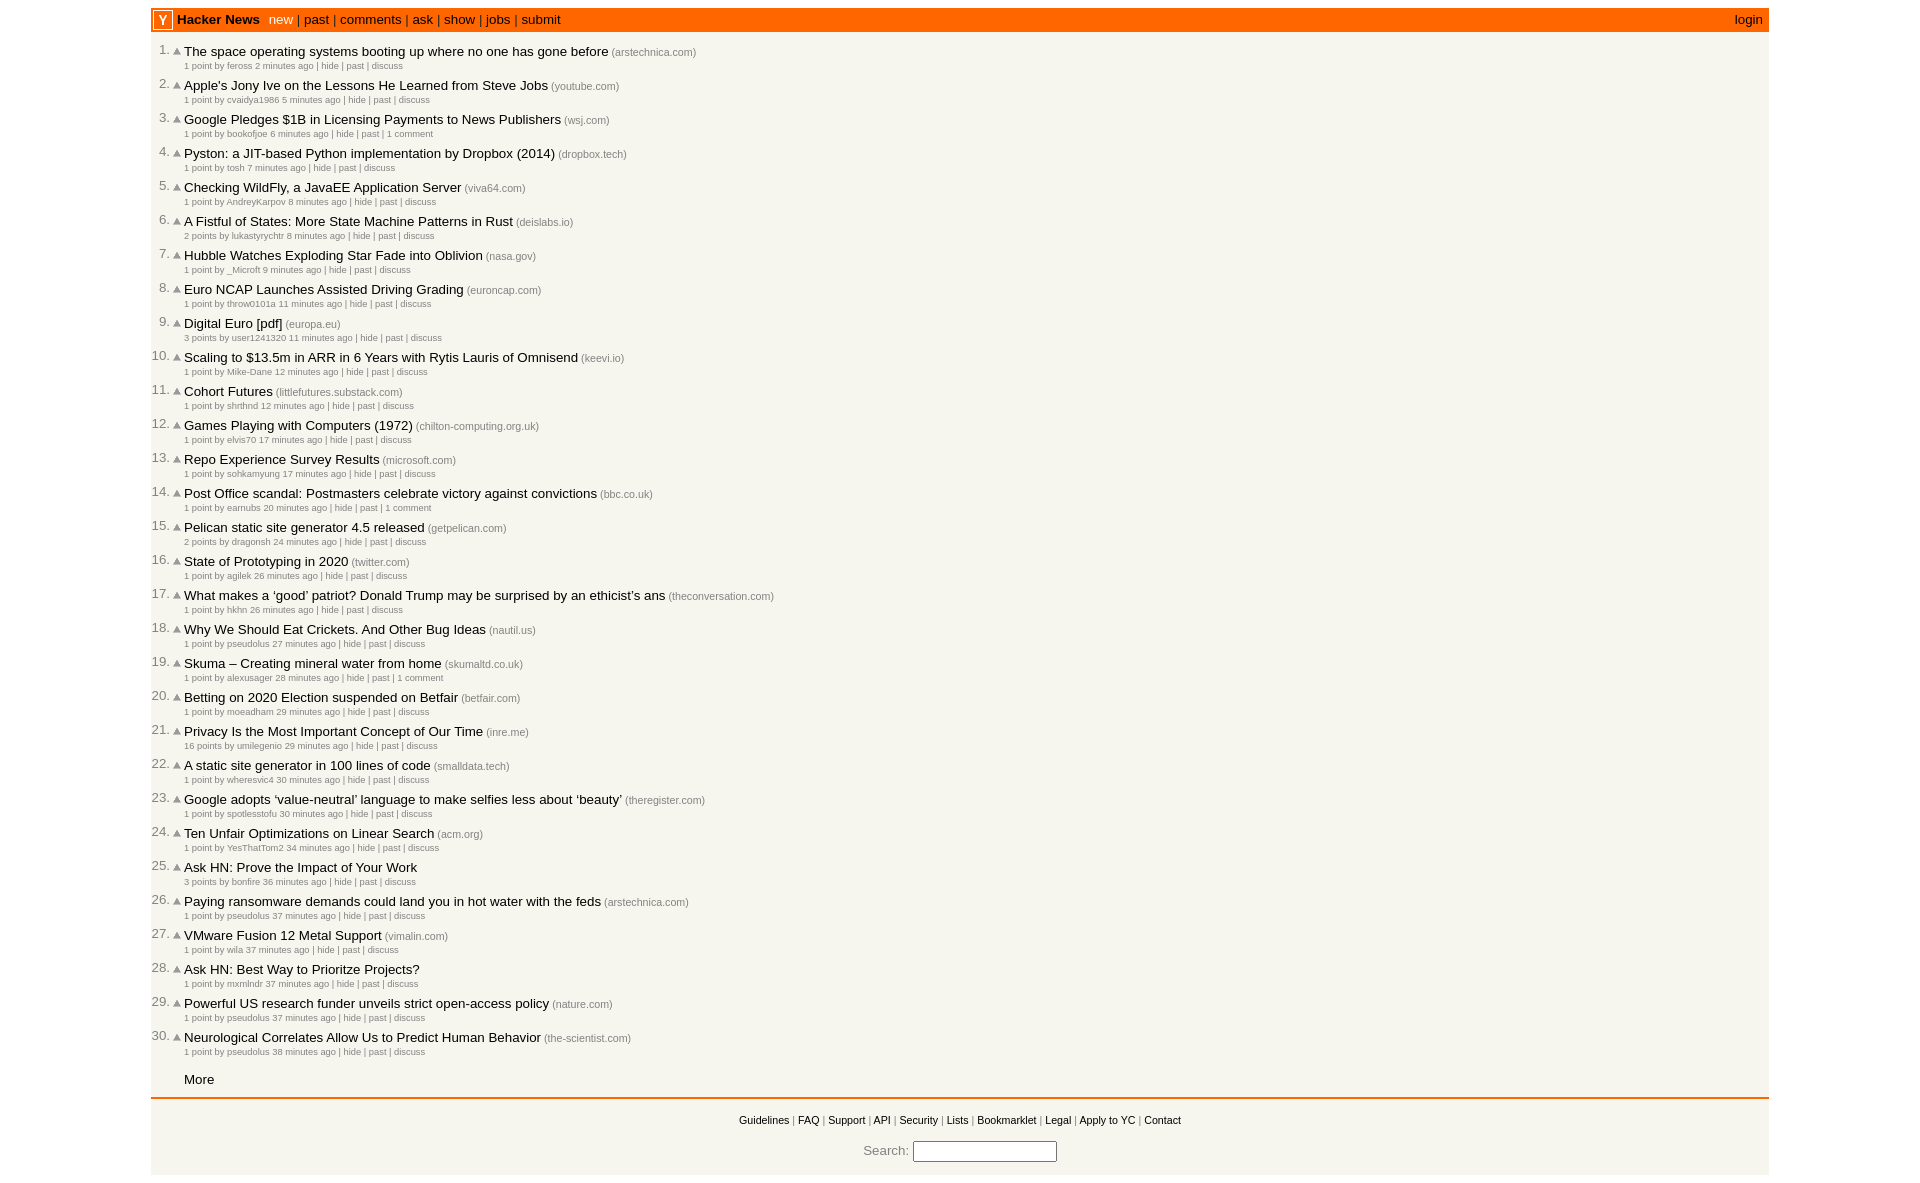 Y Hacker News new | past | comments | ask | show | jobs | submit login
1. The space operating systems booting up where no one has gone before (arstechnica.com)
1 point by feross 2 minutes ago | hide | past | discuss
2. Apple's Jony Ive on the Lessons He Learned from Steve Jobs (youtube.com)
1 point by cvaidya1986 5 minutes ago | hide | past | discuss
3. Google Pledges $1B in Licensing Payments to News Publishers (wsj.com)
1 point by bookofjoe 6 minutes ago | hide | past | 1 comment
4. Pyston: a JIT-based Python implementation by Dropbox (2014) (dropbox.tech)
1 point by tosh 7 minutes ago | hide | past | discuss
5. Checking WildFly, a JavaEE Application Server (viva64.com)
1 point by AndreyKarpov 8 minutes ago | hide | past | discuss
6. A Fistful of States: More State Machine Patterns in Rust (deislabs.io)
2 points by lukastyrychtr 8 minutes ago | hide | past | discuss
7. Hubble Watches Exploding Star Fade into Oblivion (nasa.gov)
1 point by _Microft 9 minutes ago | hide | past | discuss
8. Euro NCAP Launches Assisted Driving Grading (euroncap.com)
1 point by throw0101a 11 minutes ago | hide | past | discuss
9. Digital Euro [pdf] (europa.eu)
3 points by user1241320 11 minutes ago | hide | past | discuss
10. Scaling to $13.5m in ARR in 6 Years with Rytis Lauris of Omnisend (keevi.io)
1 point by Mike-Dane 12 minutes ago | hide | past | discuss
11. Cohort Futures (littlefutures.substack.com)
1 point by shrthnd 12 minutes ago | hide | past | discuss
12. Games Playing with Computers (1972) (chilton-computing.org.uk)
1 point by elvis70 17 minutes ago | hide | past | discuss
13. Repo Experience Survey Results (microsoft.com)
1 point by sohkamyung 17 minutes ago | hide | past | discuss
14. Post Office scandal: Postmasters celebrate victory against convictions (bbc.co.uk)
1 point by earnubs 20 minutes ago | hide | past | 1 comment
15. Pelican static site generator 4.5 released (getpelican.com)
2 points by dragonsh 24 minutes ago | hide | past | discuss
16. State of Prototyping in 2020 (twitter.com)
1 point by agilek 26 minutes ago | hide | past | discuss
17. What makes a ‘good’ patriot? Donald Trump may be surprised by an ethicist’s ans (theconversation.com)
1 point by hkhn 26 minutes ago | hide | past | discuss
18. Why We Should Eat Crickets. And Other Bug Ideas (nautil.us)
1 point by pseudolus 27 minutes ago | hide | past | discuss
19. Skuma – Creating mineral water from home (skumaltd.co.uk)
1 point by alexusager 28 minutes ago | hide | past | 1 comment
20. Betting on 2020 Election suspended on Betfair (betfair.com)
1 point by moeadham 29 minutes ago | hide | past | discuss
21. Privacy Is the Most Important Concept of Our Time (inre.me)
16 points by umilegenio 29 minutes ago | hide | past | discuss
22. A static site generator in 100 lines of code (smalldata.tech)
1 point by wheresvic4 30 minutes ago | hide | past | discuss
23. Google adopts ‘value-neutral’ language to make selfies less about ‘beauty’ (theregister.com)
1 point by spotlesstofu 30 minutes ago | hide | past | discuss
24. Ten Unfair Optimizations on Linear Search (acm.org)
1 point by YesThatTom2 34 minutes ago | hide | past | discuss
25. Ask HN: Prove the Impact of Your Work
3 points by bonfire 36 minutes ago | hide | past | discuss
26. Paying ransomware demands could land you in hot water with the feds (arstechnica.com)
1 point by pseudolus 37 minutes ago | hide | past | discuss
27. VMware Fusion 12 Metal Support (vimalin.com)
1 point by wila 37 minutes ago | hide | past | discuss
28. Ask HN: Best Way to Prioritze Projects?
1 point by mxmlndr 37 minutes ago | hide | past | discuss
29. Powerful US research funder unveils strict open-access policy (nature.com)
1 point by pseudolus 37 minutes ago | hide | past | discuss
30. Neurological Correlates Allow Us to Predict Human Behavior (the-scientist.com)
1 point by pseudolus 38 minutes ago | hide | past | discuss
More
Guidelines | FAQ | Support | API | Security | Lists | Bookmarklet | Legal | Apply to YC | Contact
Search: